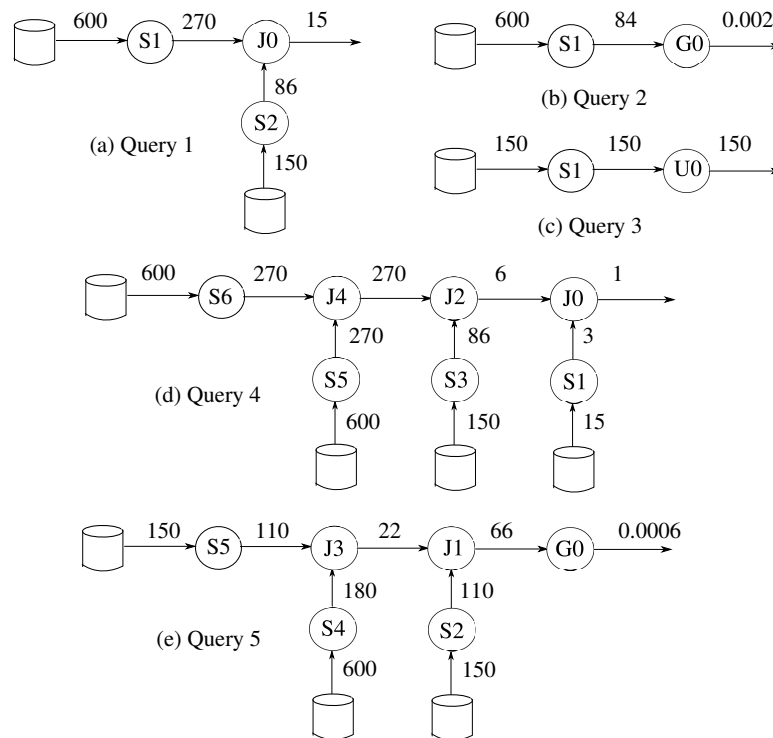 600 S1 270 J0 15
86
S2
150
(a) Query 1
600 S1 84 G0 0.002
(b) Query 2
150 S1 150 U0 150
(c) Query 3
600 S6 270 J4 270 J2 6 J0 1
270 86 3
S5 S3 S1
600 150 15
(d) Query 4
150 S5 110 J3 22 J1 66 G0 0.0006
180 110
S4 S2
600 150
(e) Query 5